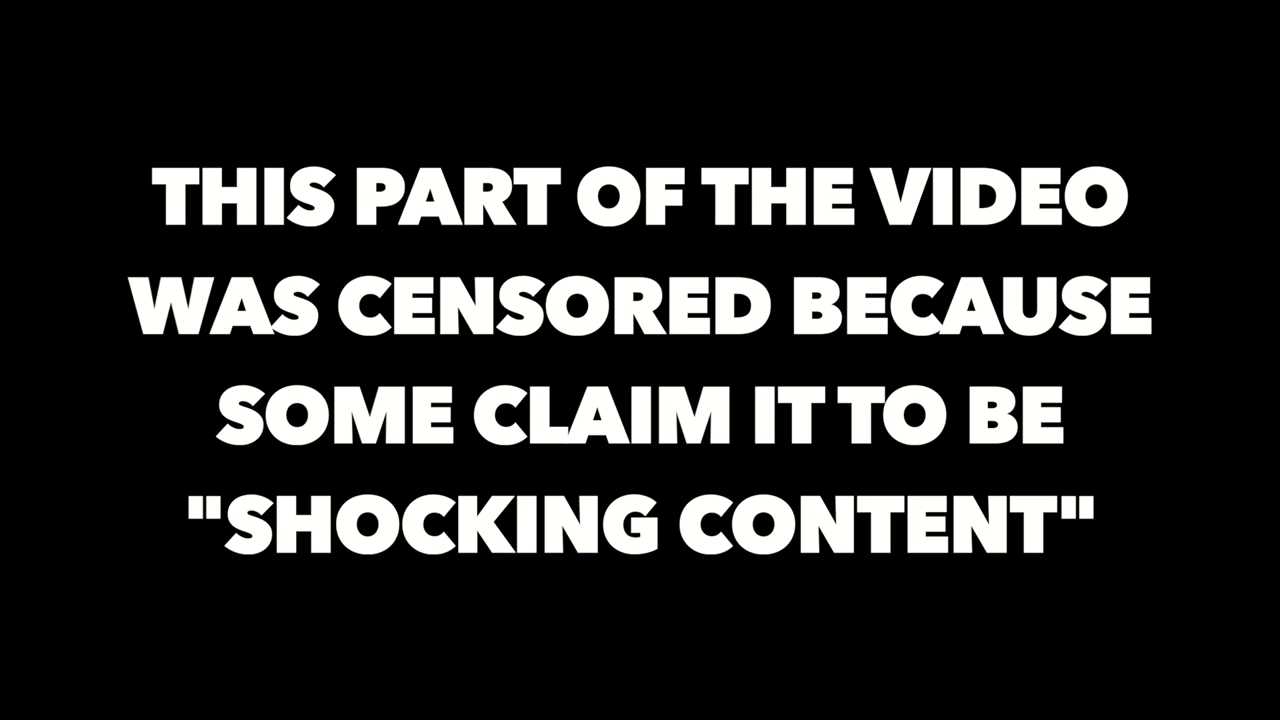 THIS PART OF THE VIDEO
WAS CENSORED BECAUSE
SOME CLAIM IT TO BE
"SHOCKING CONTENT"